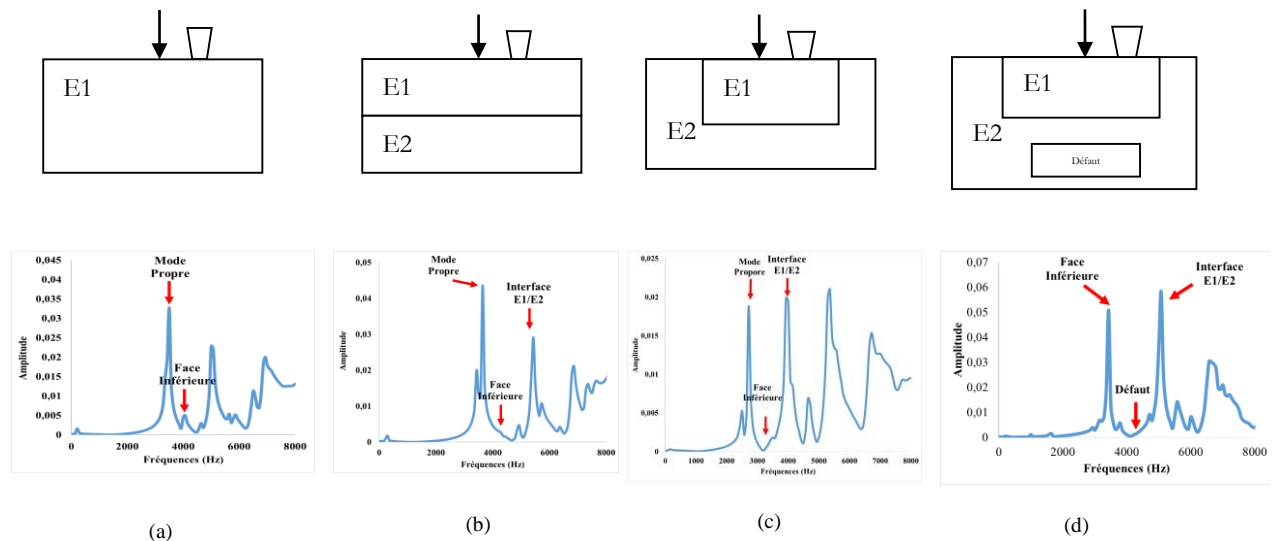 E1
E1
E2
E1
E2
E1
E2
Défaut
0,045
0,04
0,035
0,03
0,025
0,02
0,015
0,01
0,005
0
0
2000
4000
6000
8000
Amplitude
Fréquences (Hz)
Mode
Propre
Face
Inférieure
0,05
0,04
0,03
0,02
0,01
0
0
2000
4000
6000
8000
Amplitude
Fréquences (Hz)
Mode
Propre
Interface
E1/E2
Face
Inférieure
0,025
0,02
0,015
0,01
0,005
0
0
1000
2000
3000
4000
5000
6000
7000
8000
Amplitude
Fréquences (Hz)
Mode
Propore
Interface
E1/E2
Face
Inférieure
0,07
0,06
0,05
0,04
0,03
0,02
0,01
0
0
2000
4000
6000
8000
Amplitude
Fréquences (Hz)
Face
Inférieure
Interface
E1/E2
Défaut
(a)
(b)
(c)
(d)